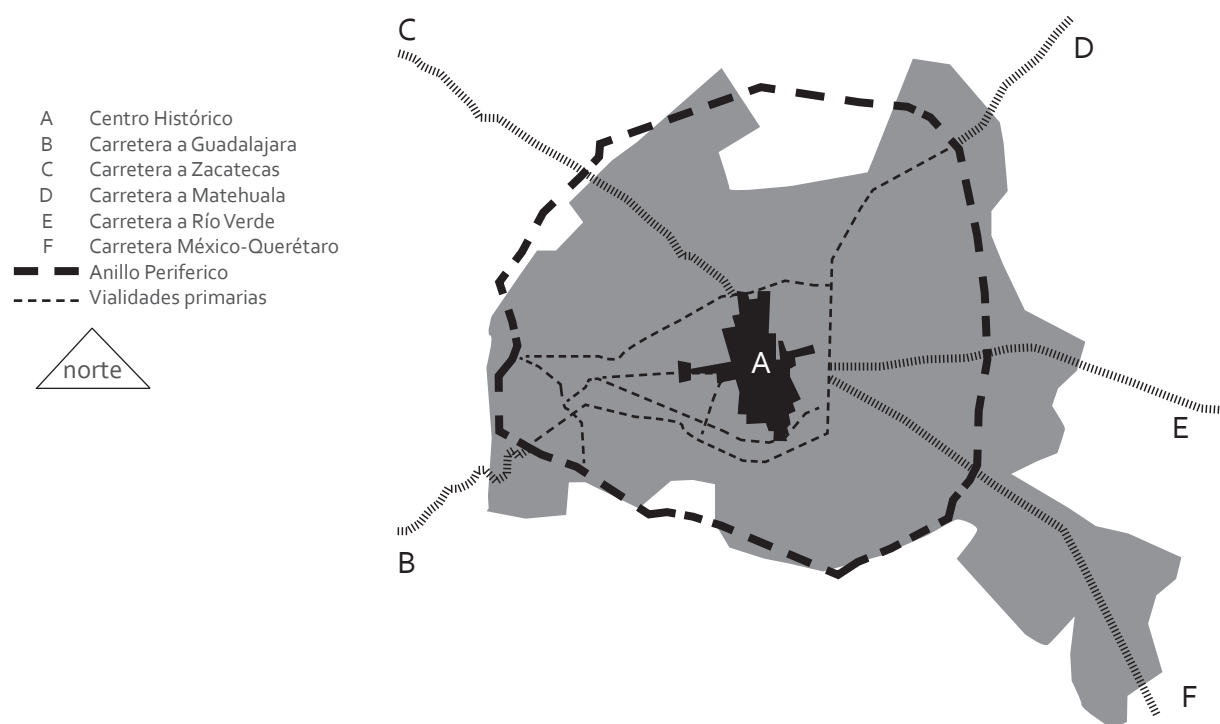 A Centro Histórico
B Carretera a Guadalajara
C Carretera a Zacatecas
D Carretera a Matehuala
E Carretera a Río Verde
F Carretera México-Querétaro
Anillo Periferico
Vialidades primarias
norte
C
D
A
E
B
F